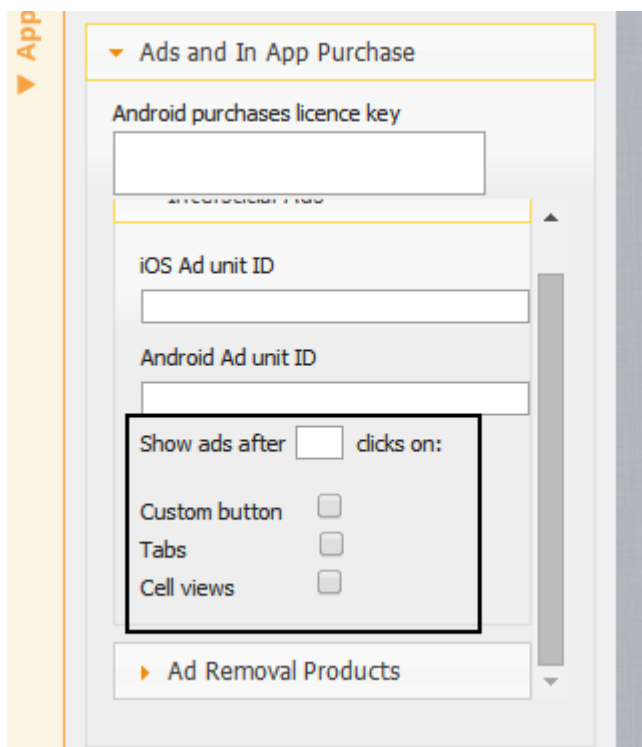 App
Ads and In App Purchase
Android purchases licence key
iOS Ad unit ID
Android Ad unit ID
Show ads after clicks on:
Custom button
Tabs
Cell views
Ad Removal Products